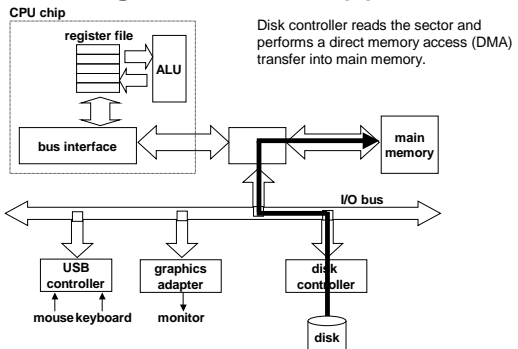 CPU chip
Disk controller reads the sector and
performs a direct memory access (DMA)
transfer into main memory.
register file
ALU
bus interface
main
memory
I/O bus
USB
controller
graphics
adapter
disk
controller
mouse keyboard
monitor
disk